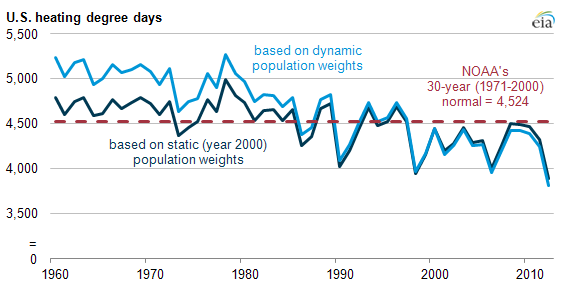 U.S. heating degree days
eia
5,500
5,000
4,500
4,000
3,500
=
0
based on dynamic
population weights
NOAA's
30-year (1971-2000)
normal = 4,524
based on static (year 2000)
population weights
1960
1970
1980
1990
2000
2010